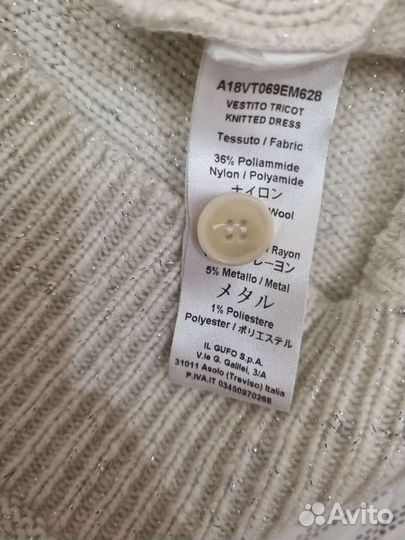 A18VT069EM628
VESTITO TRICOT
KNITTED DRESS
Tessuto / Fabric
36% Poliammide
Nylon / Polyamide
ナイロン
Wool
/ Rayon
レーヨン
5% Metallo / Metal
メタル
1% Poliestere
Polyester / ポリエステル
IL GUFO S.p.A.
V.le G. Galilei, 3/A
31011 Asolo (Treviso) Italy
P.IVA.IT 03450970268
Avito